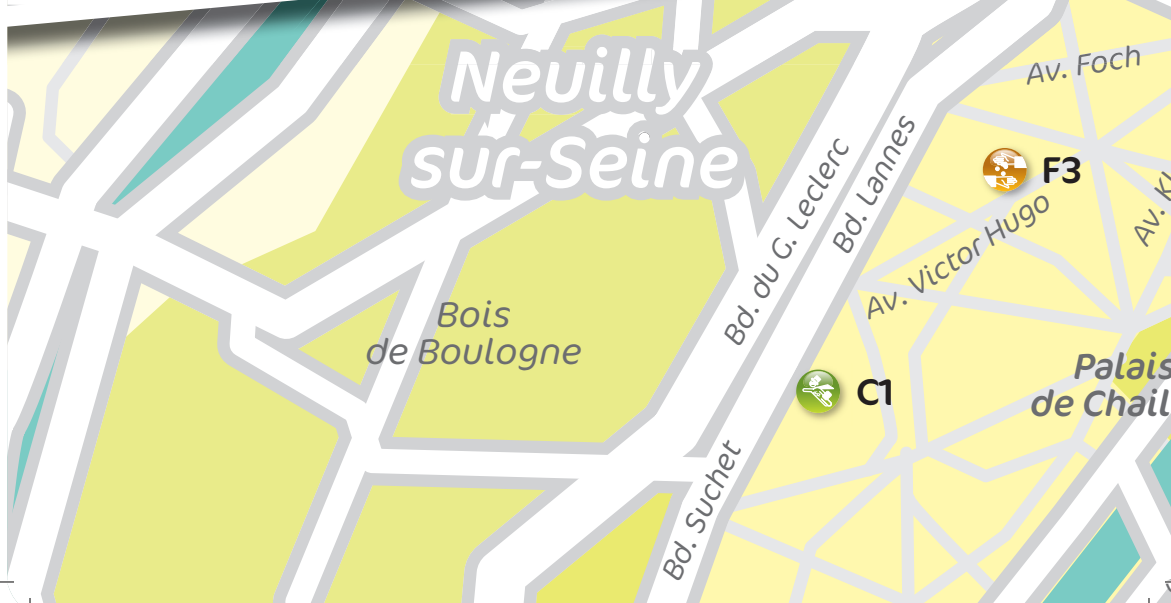 Neuilly
sur-Seine
Av. Foch
F3
Bd. du G. Leclerc
Bd. Lannes
Av. Victor Hugo
Bois
de Boulogne
Palais
C1
Bd. Suchet